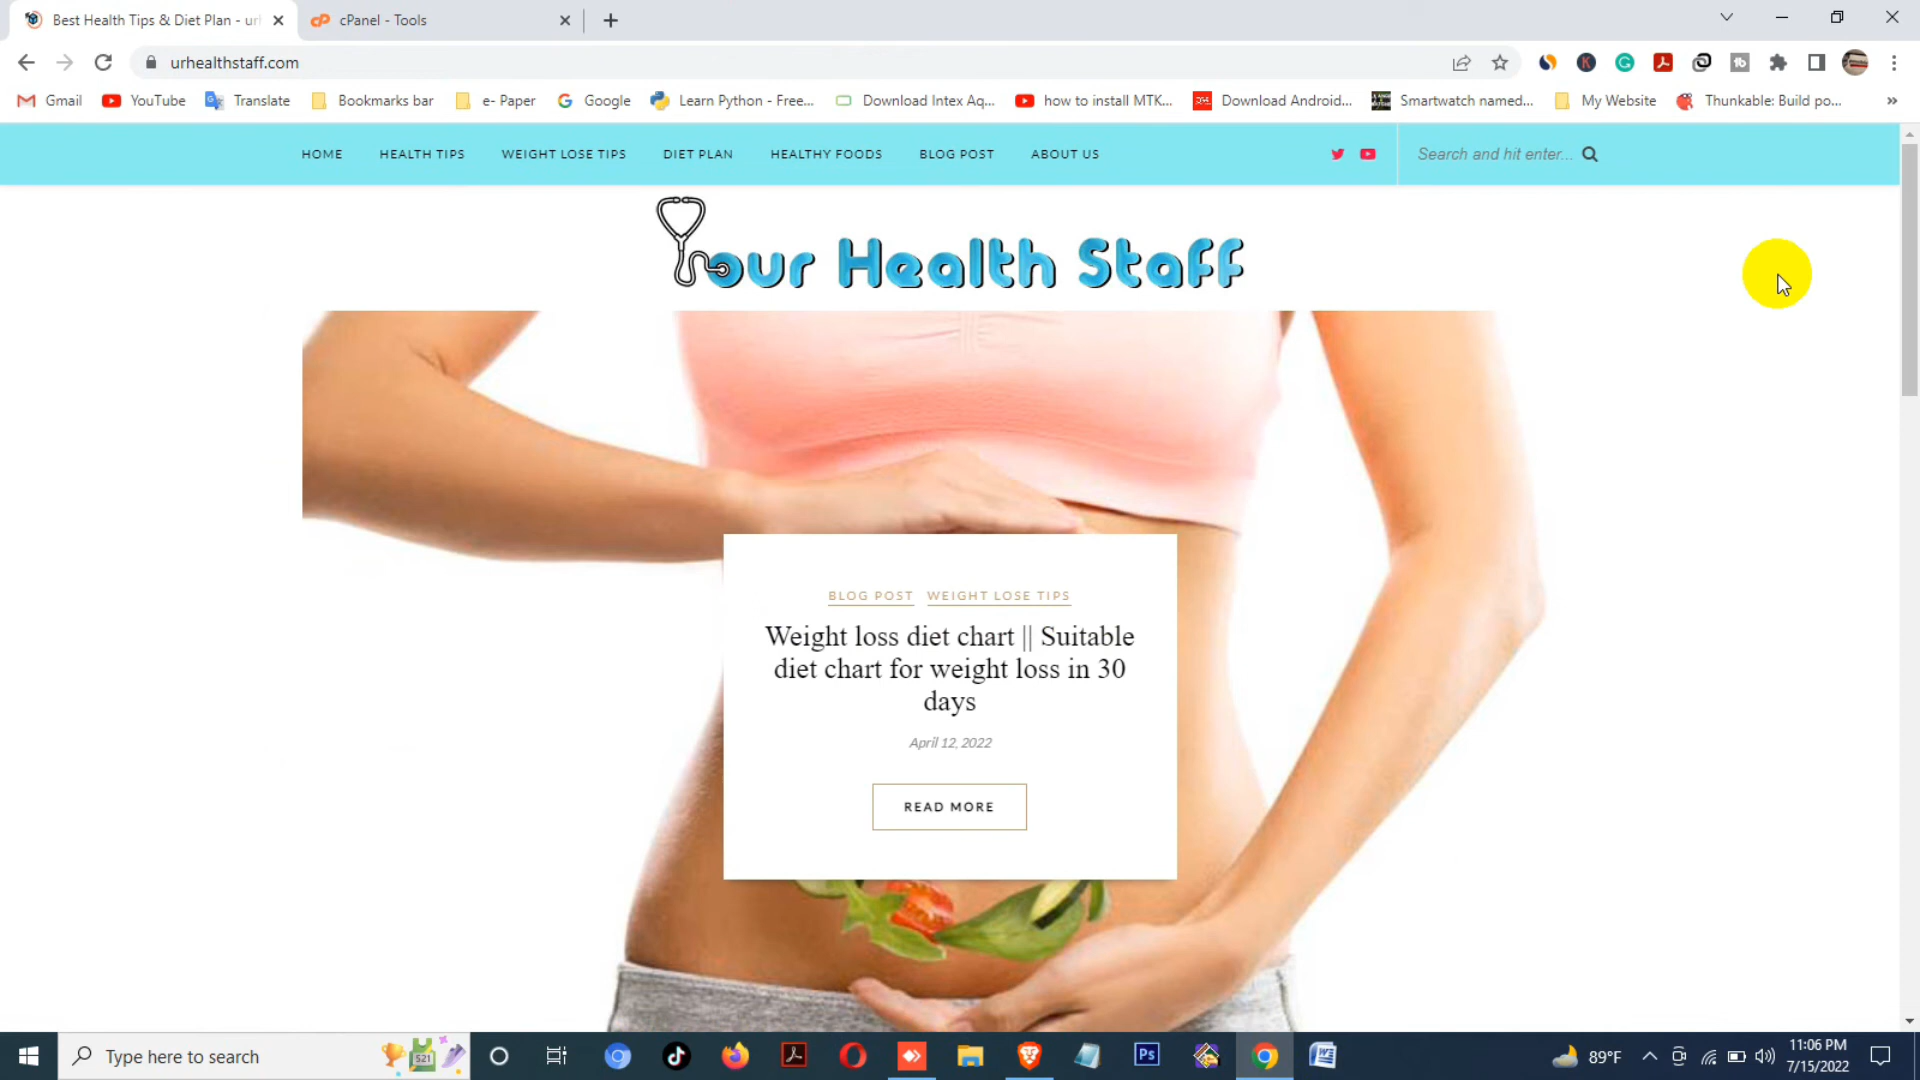 Best Health Tips & Diet Plan - url
cPanel - Tools
urhealthstaff.com
Gmail YouTube Translate Bookmarks bar e- Paper Google Learn Python - Free... Download Intex Aq... how to install MTK... Download Android... Smartwatch named... My Website Thunkable: Build po... »
HOME HEALTH TIPS WEIGHT LOSE TIPS DIET PLAN HEALTHY FOODS BLOG POST ABOUT US Search and hit enter...
Your Health Staff
BLOG POST WEIGHT LOSE TIPS
Weight loss diet chart || Suitable
diet chart for weight loss in 30
days
April 12, 2022
READ MORE
Type here to search
521
Ps
89°F
11:06 PM
7/15/2022